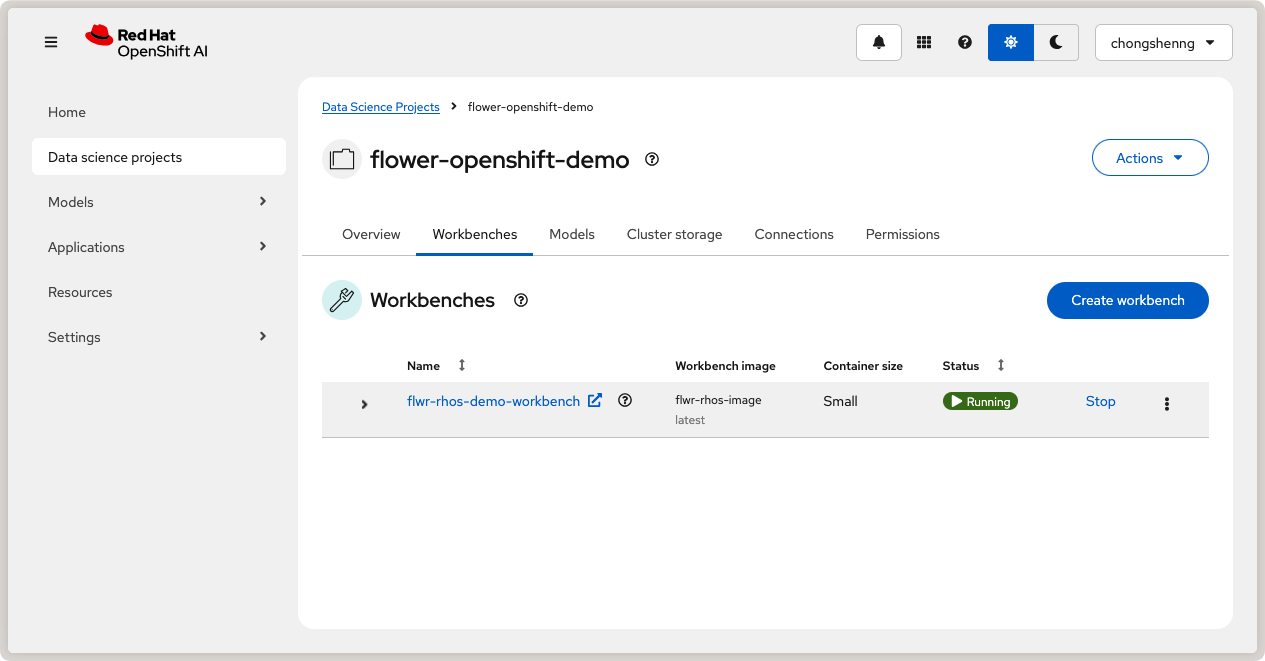 Red Hat
OpenShift AI
chongshenng
Home
Data science projects
Models
Applications
Resources
Settings
Data Science Projects > flower-openshift-demo
flower-openshift-demo
Actions
Overview Workbenches Models Cluster storage Connections Permissions
Workbenches
Create workbench
Name Workbench image Container size Status
flwr-rhos-demo-workbench flwr-rhos-image Small Running Stop
latest